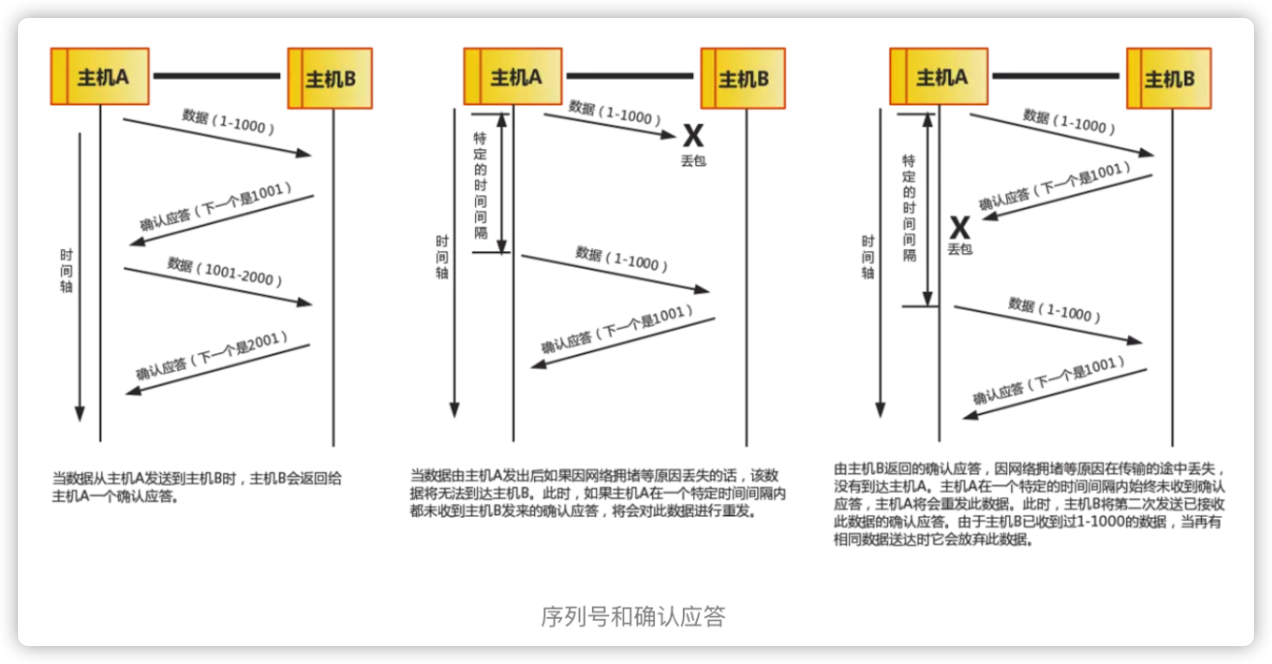 主机A
主机B
数据（1-1000）
确认应答（下一个是1001）
数据（1001-2000）
确认应答（下一个是2001）
时间轴
当数据从主机A发送到主机B时，主机B会返回给
主机A一个确认应答。
主机A
主机B
数据（1-1000）
X
丢包
特定的时间间隔
数据（1-1000）
确认应答（下一个是1001）
时间轴
当数据由主机A发出后如果因网络拥堵等原因丢失的话，该数
据将无法到达主机B。此时，如果主机A在一个特定时间间隔内
都未收到主机B发来的确认应答，将会对此数据进行重发。
主机A
主机B
数据（1-1000）
确认应答（下一个是1001）
X
丢包
特定的时间间隔
数据（1-1000）
确认应答（下一个是1001）
时间轴
由主机B返回的确认应答，因网络拥堵等原因在传输的途中丢失，
没有到达主机A。主机A在一个特定的时间间隔内始终未收到确认
应答，主机A将会重发此数据。此时，主机B将第二次发送已接收
此数据的确认应答。由于主机B已收到过1-1000的数据，当再有
相同数据送达时它会放弃此数据。
序列号和确认应答